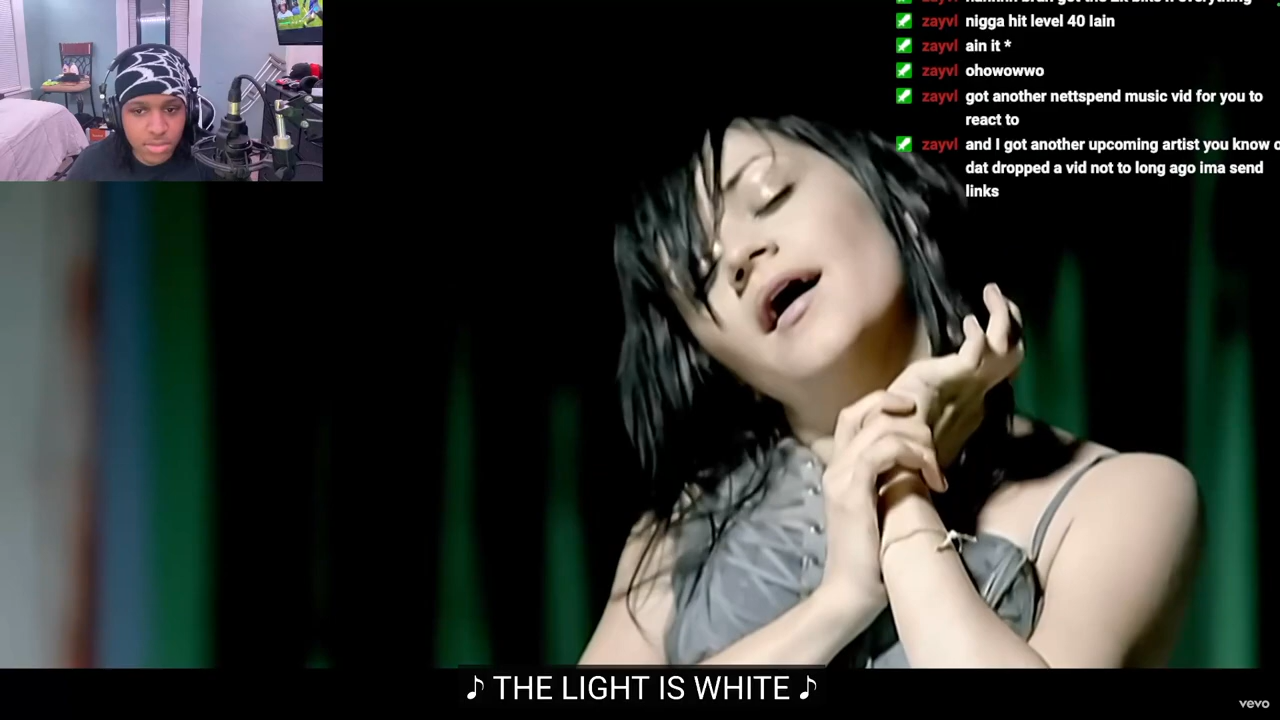 zayvl nigga hit level 40 lain
zayvl ain it *
zayvl ohowowwo
zayvl got another nettspend music vid for you to
react to
zayvl and I got another upcoming artist you know
dat dropped a vid not to long ago ima send
links
♪ THE LIGHT IS WHITE ♪
vevo